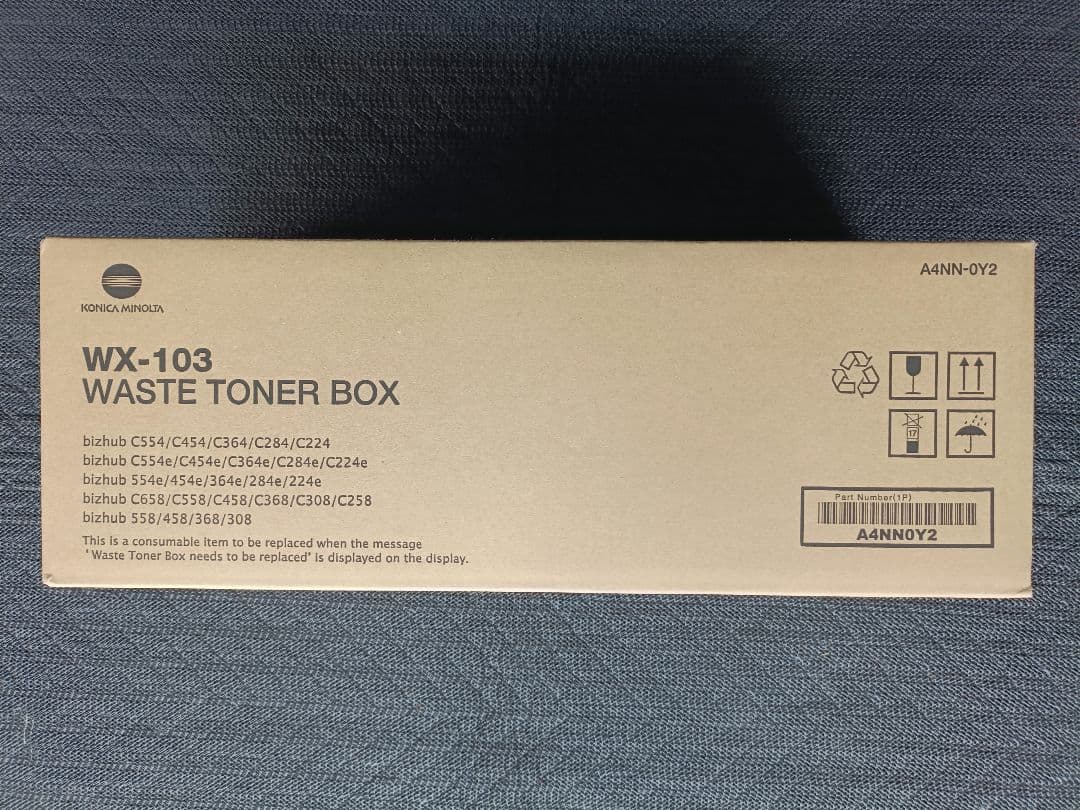 KONICA MINOLTA
A4NN-0Y2
WX-103
WASTE TONER BOX
bizhub C554/C454/C364/C284/C224
bizhub C554e/C454e/C364e/C284e/C224e
bizhub 554e/454e/364e/284e/224e
bizhub C658/C558/C458/C368/C308/C258
bizhub 558/458/368/308
This is a consumable item to be replaced when the message
'Waste Toner Box needs to be replaced' is displayed on the display.
17
Part Number(1P)
A4NN0Y2